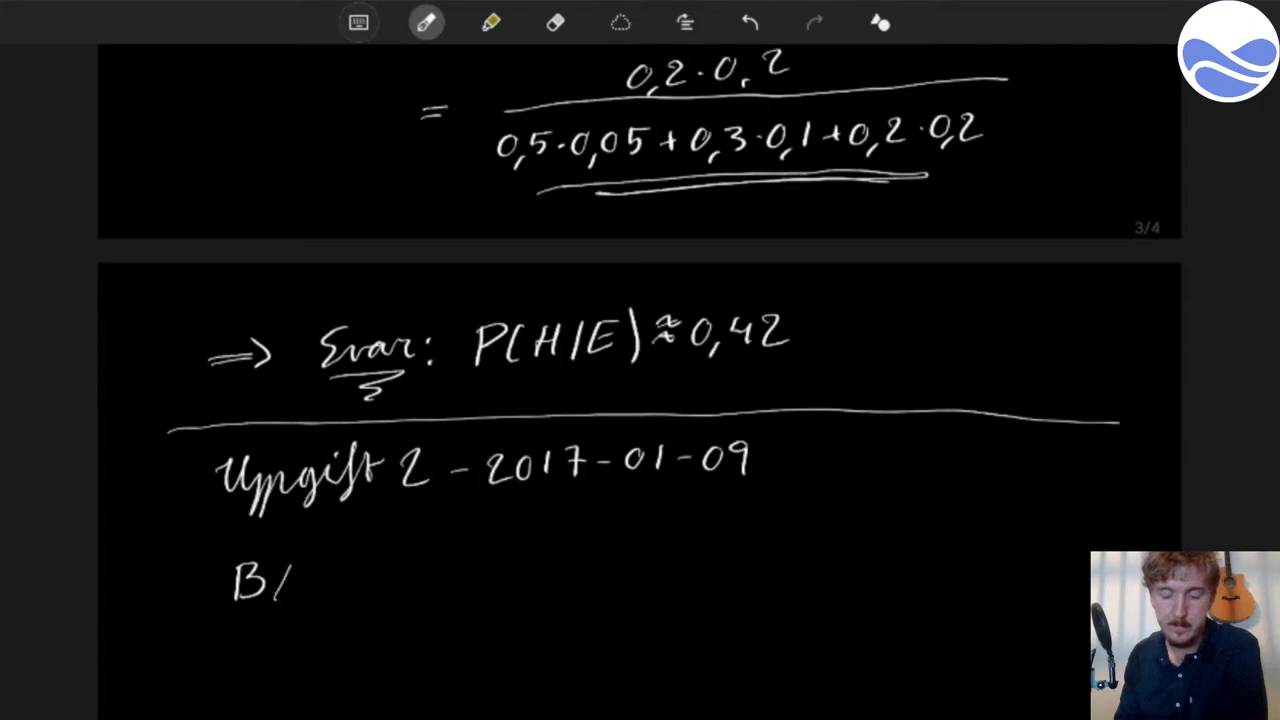 0,2·0,2
=
0,5·0,05+0,3·0,1+0,2·0,2
3/4
⟹ Svar: P(H/E) ≈ 0,42
Uppgift 2 - 2017-01-09
B/